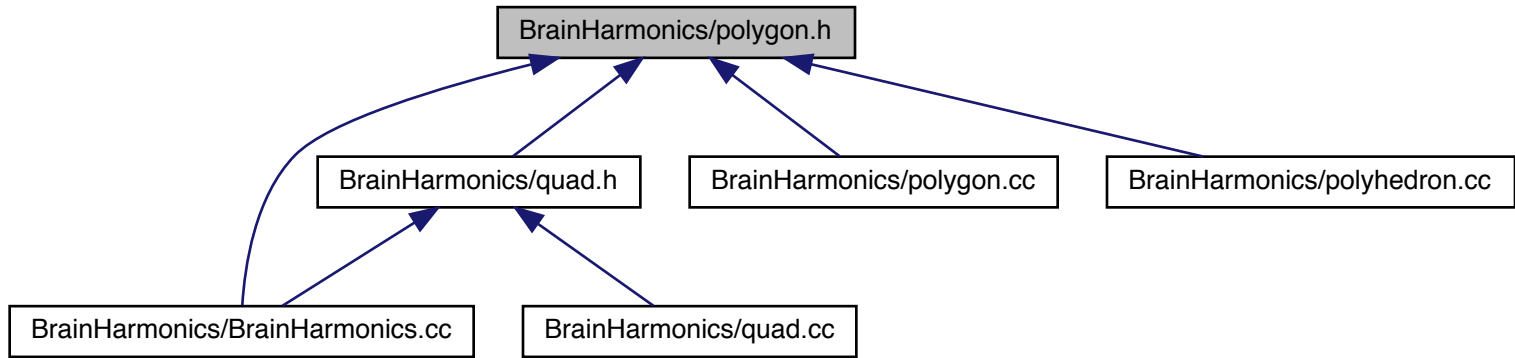 BrainHarmonics/polygon.h
BrainHarmonics/quad.h
BrainHarmonics/polygon.cc
BrainHarmonics/polyhedron.cc
BrainHarmonics/BrainHarmonics.cc
BrainHarmonics/quad.cc